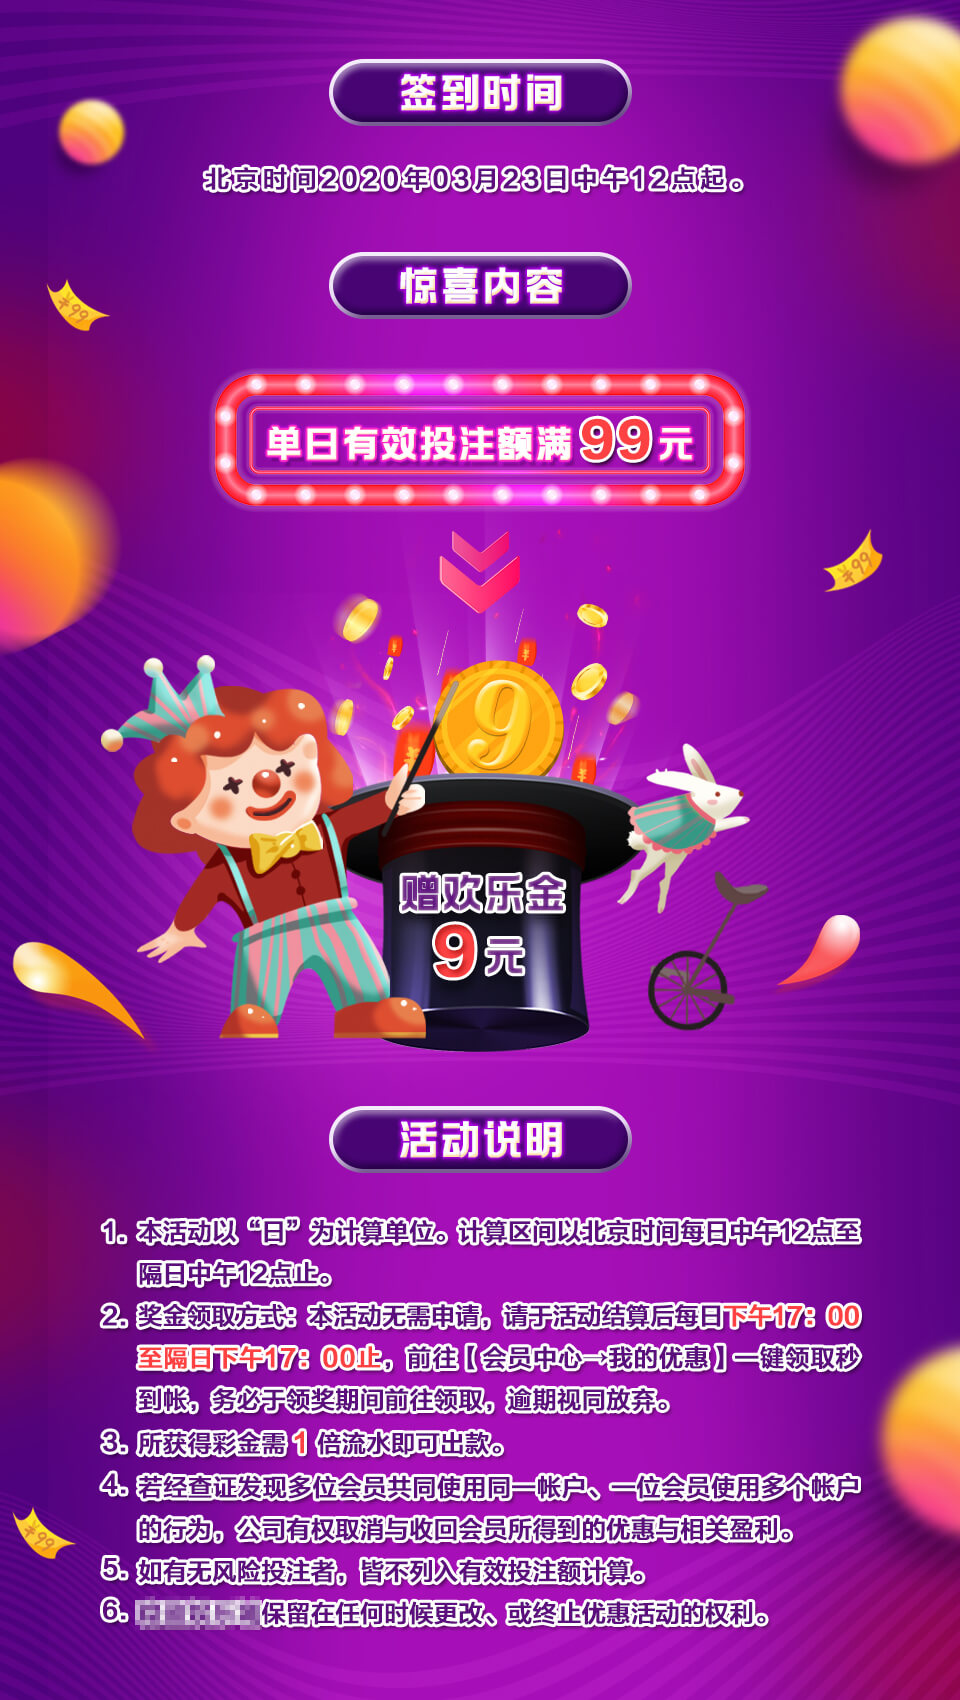 签到时间
北京时间2020年03月23日中午12点起。
惊喜内容
¥99
单日有效投注额满99元
¥99
9
赠欢乐金
9元
活动说明
1. 本活动以“日”为计算单位。计算区间以北京时间每日中午12点至
隔日中午12点止。
2. 奖金领取方式：本活动无需申请，请于活动结算后每日下午17：00
至隔日下午17：00止，前往【会员中心→我的优惠】一键领取秒
到帐，务必于领奖期间前往领取，逾期视同放弃。
3. 所获得彩金需 1 倍流水即可出款。
4. 若经查证发现多位会员共同使用同一帐户、一位会员使用多个帐户
的行为，公司有权取消与收回会员所得到的优惠与相关盈利。
5. 如有无风险投注者，皆不列入有效投注额计算。
¥99
6. 保留在任何时候更改、或终止优惠活动的权利。